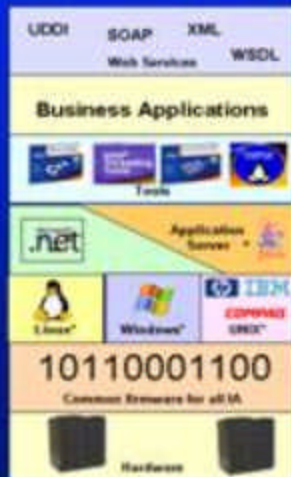 UDDI SOAP XML WSDL
Web Services
Business Applications
Tools
.net
Application
Server
Linux*
Windows*
hp IBM
COMPAQ
UNIX*
10110001100
Common firmware for all IA
Hardware